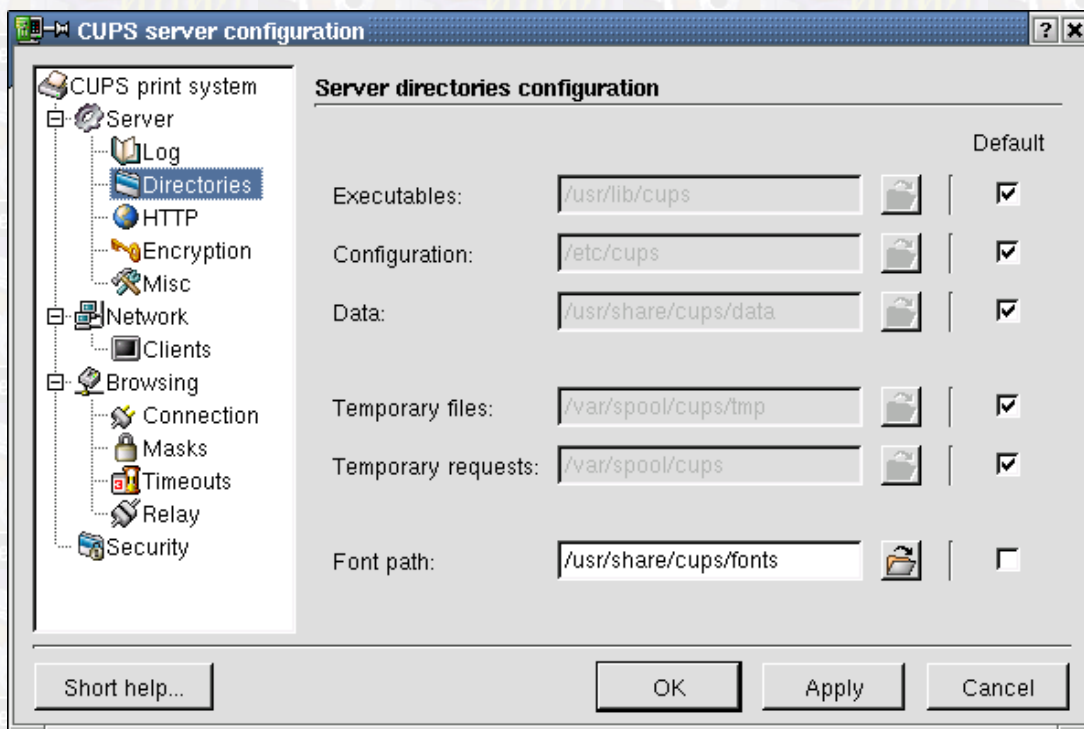 CUPS server configuration
CUPS print system
Server
Log
Directories
HTTP
Encryption
Misc
Network
Clients
Browsing
Connection
Masks
Timeouts
Relay
Security
Server directories configuration
Default
Executables: /usr/lib/cups
Configuration: /etc/cups
Data: /usr/share/cups/data
Temporary files: /var/spool/cups/tmp
Temporary requests: /var/spool/cups
Font path: /usr/share/cups/fonts
Short help... OK Apply Cancel